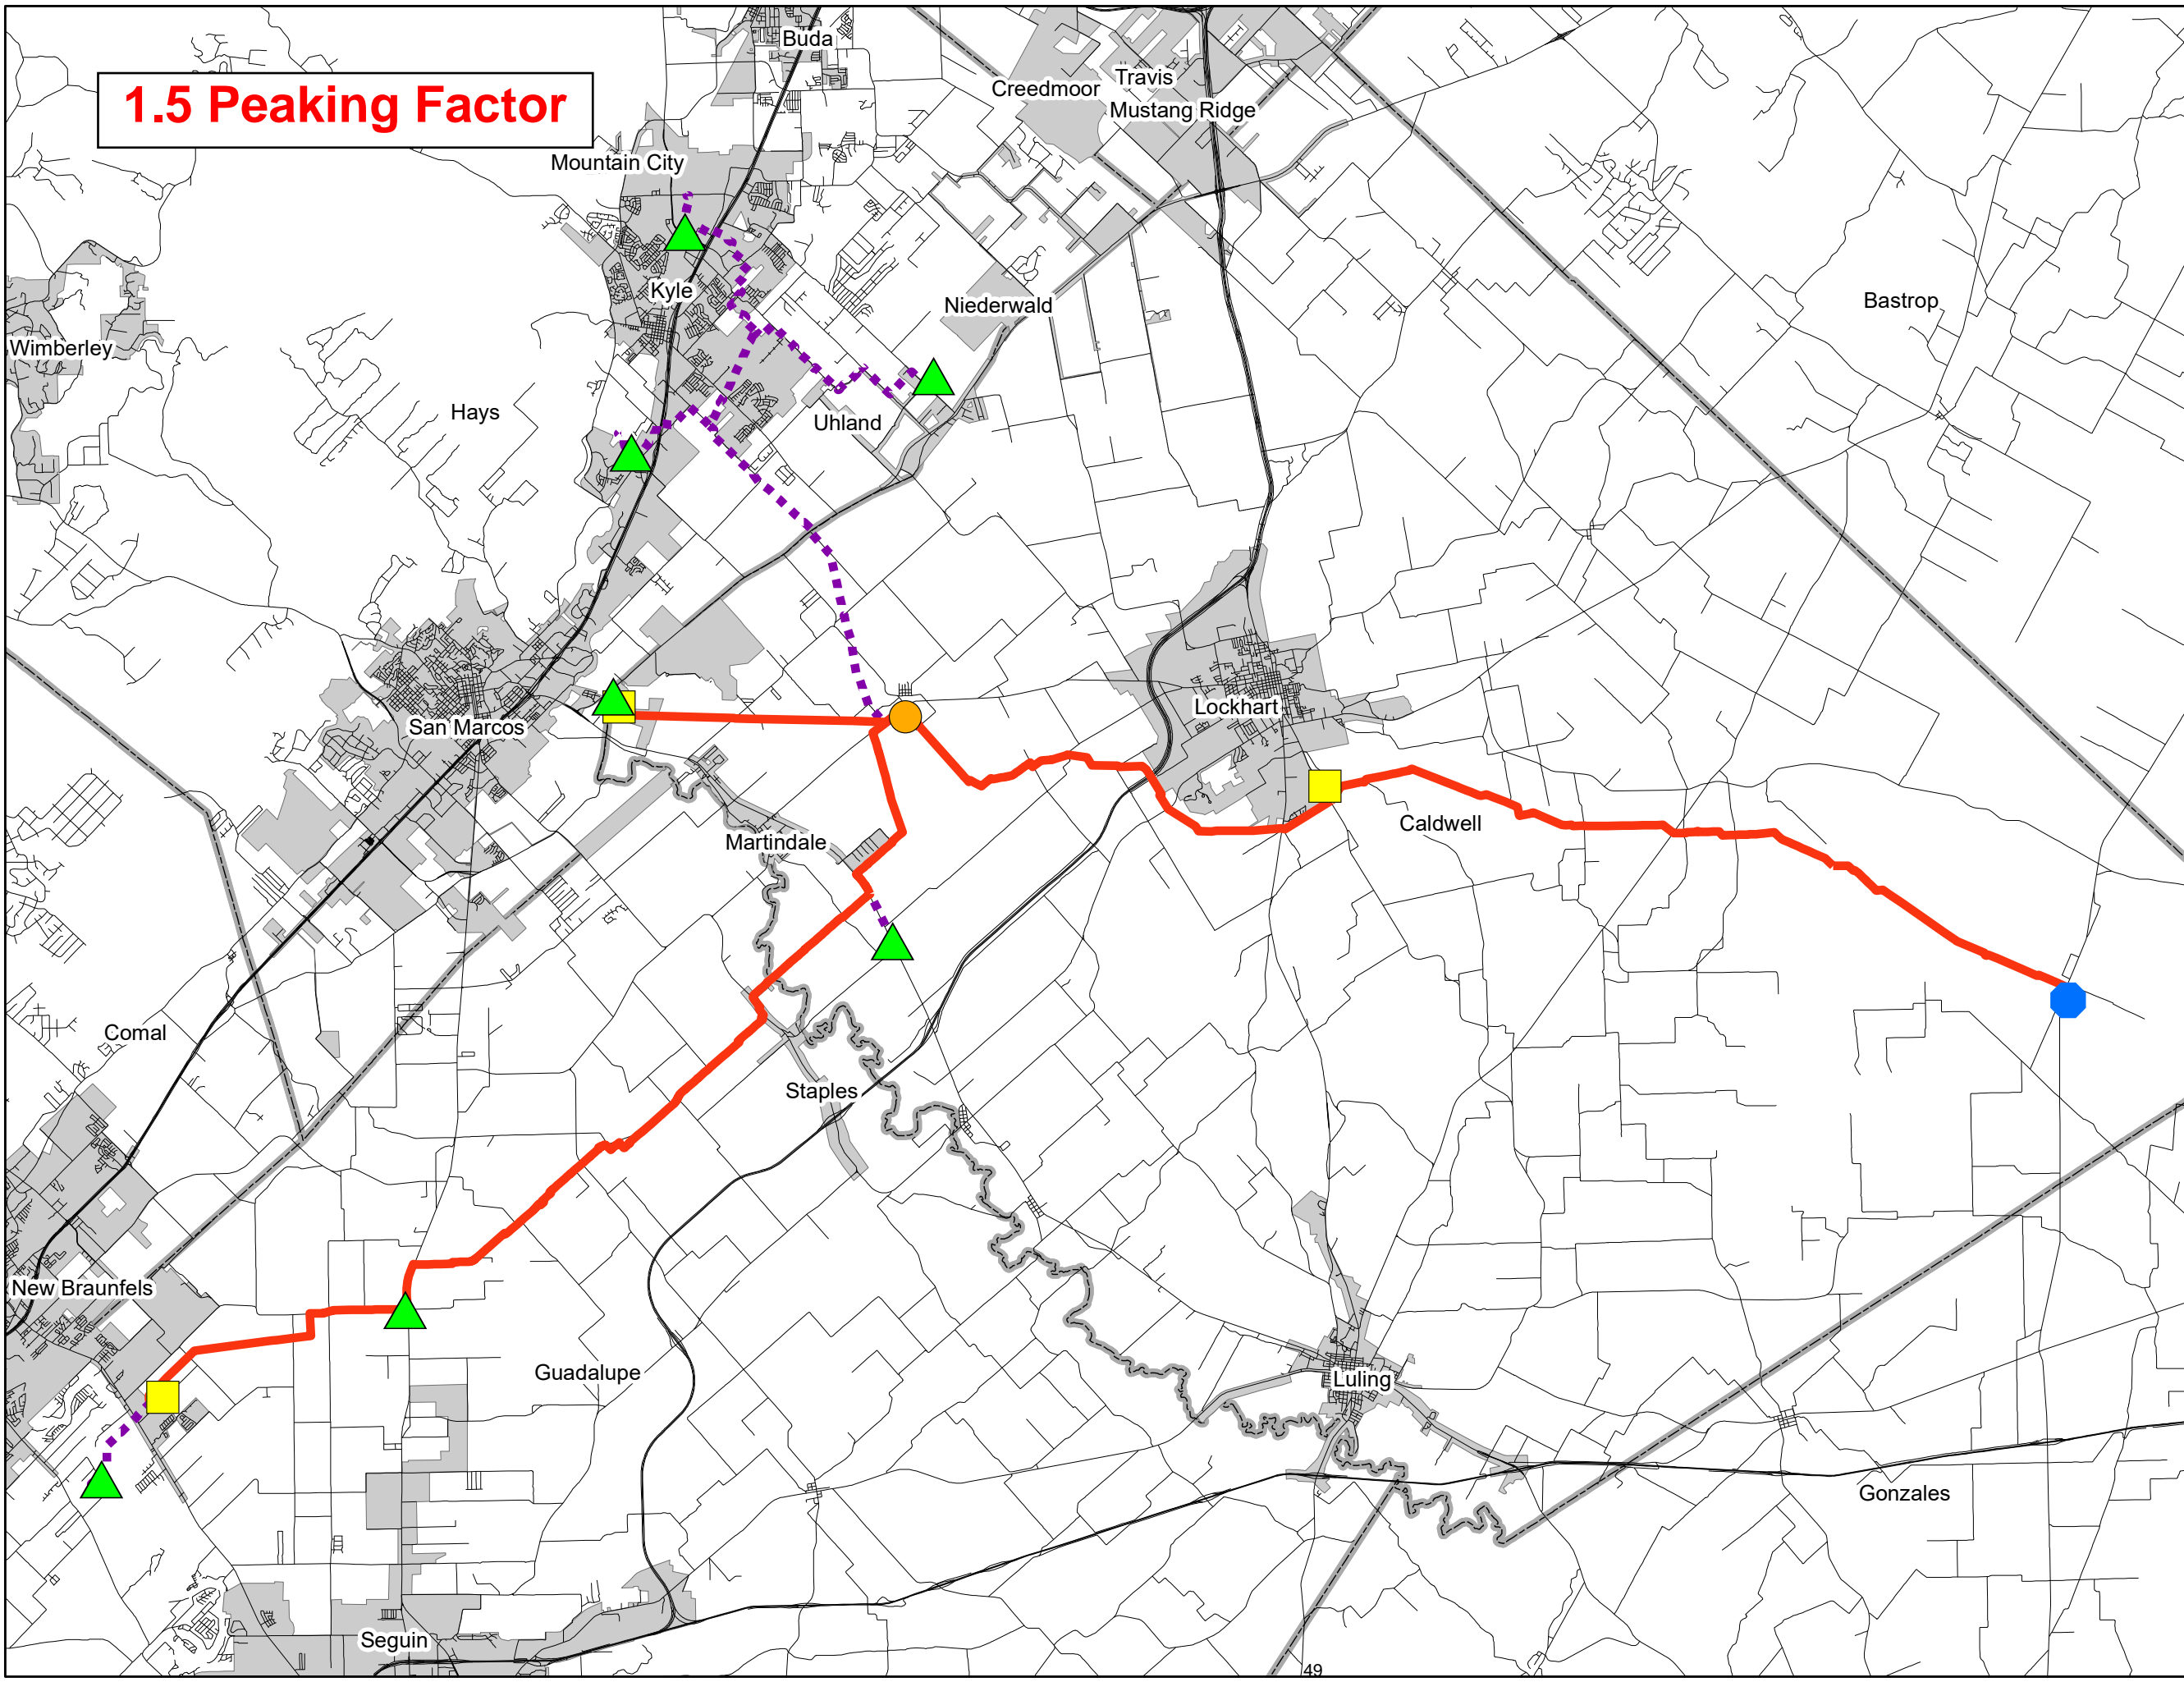 Buda
1.5 Peaking Factor
Creedmoor
Travis
Mustang Ridge
Mountain City
Kyle
Niederwald
Bastrop
Wimberley
Hays
Uhland
San Marcos
Lockhart
Martindale
Caldwell
Comal
Staples
New Braunfels
Guadalupe
Luling
Gonzales
Seguin
49